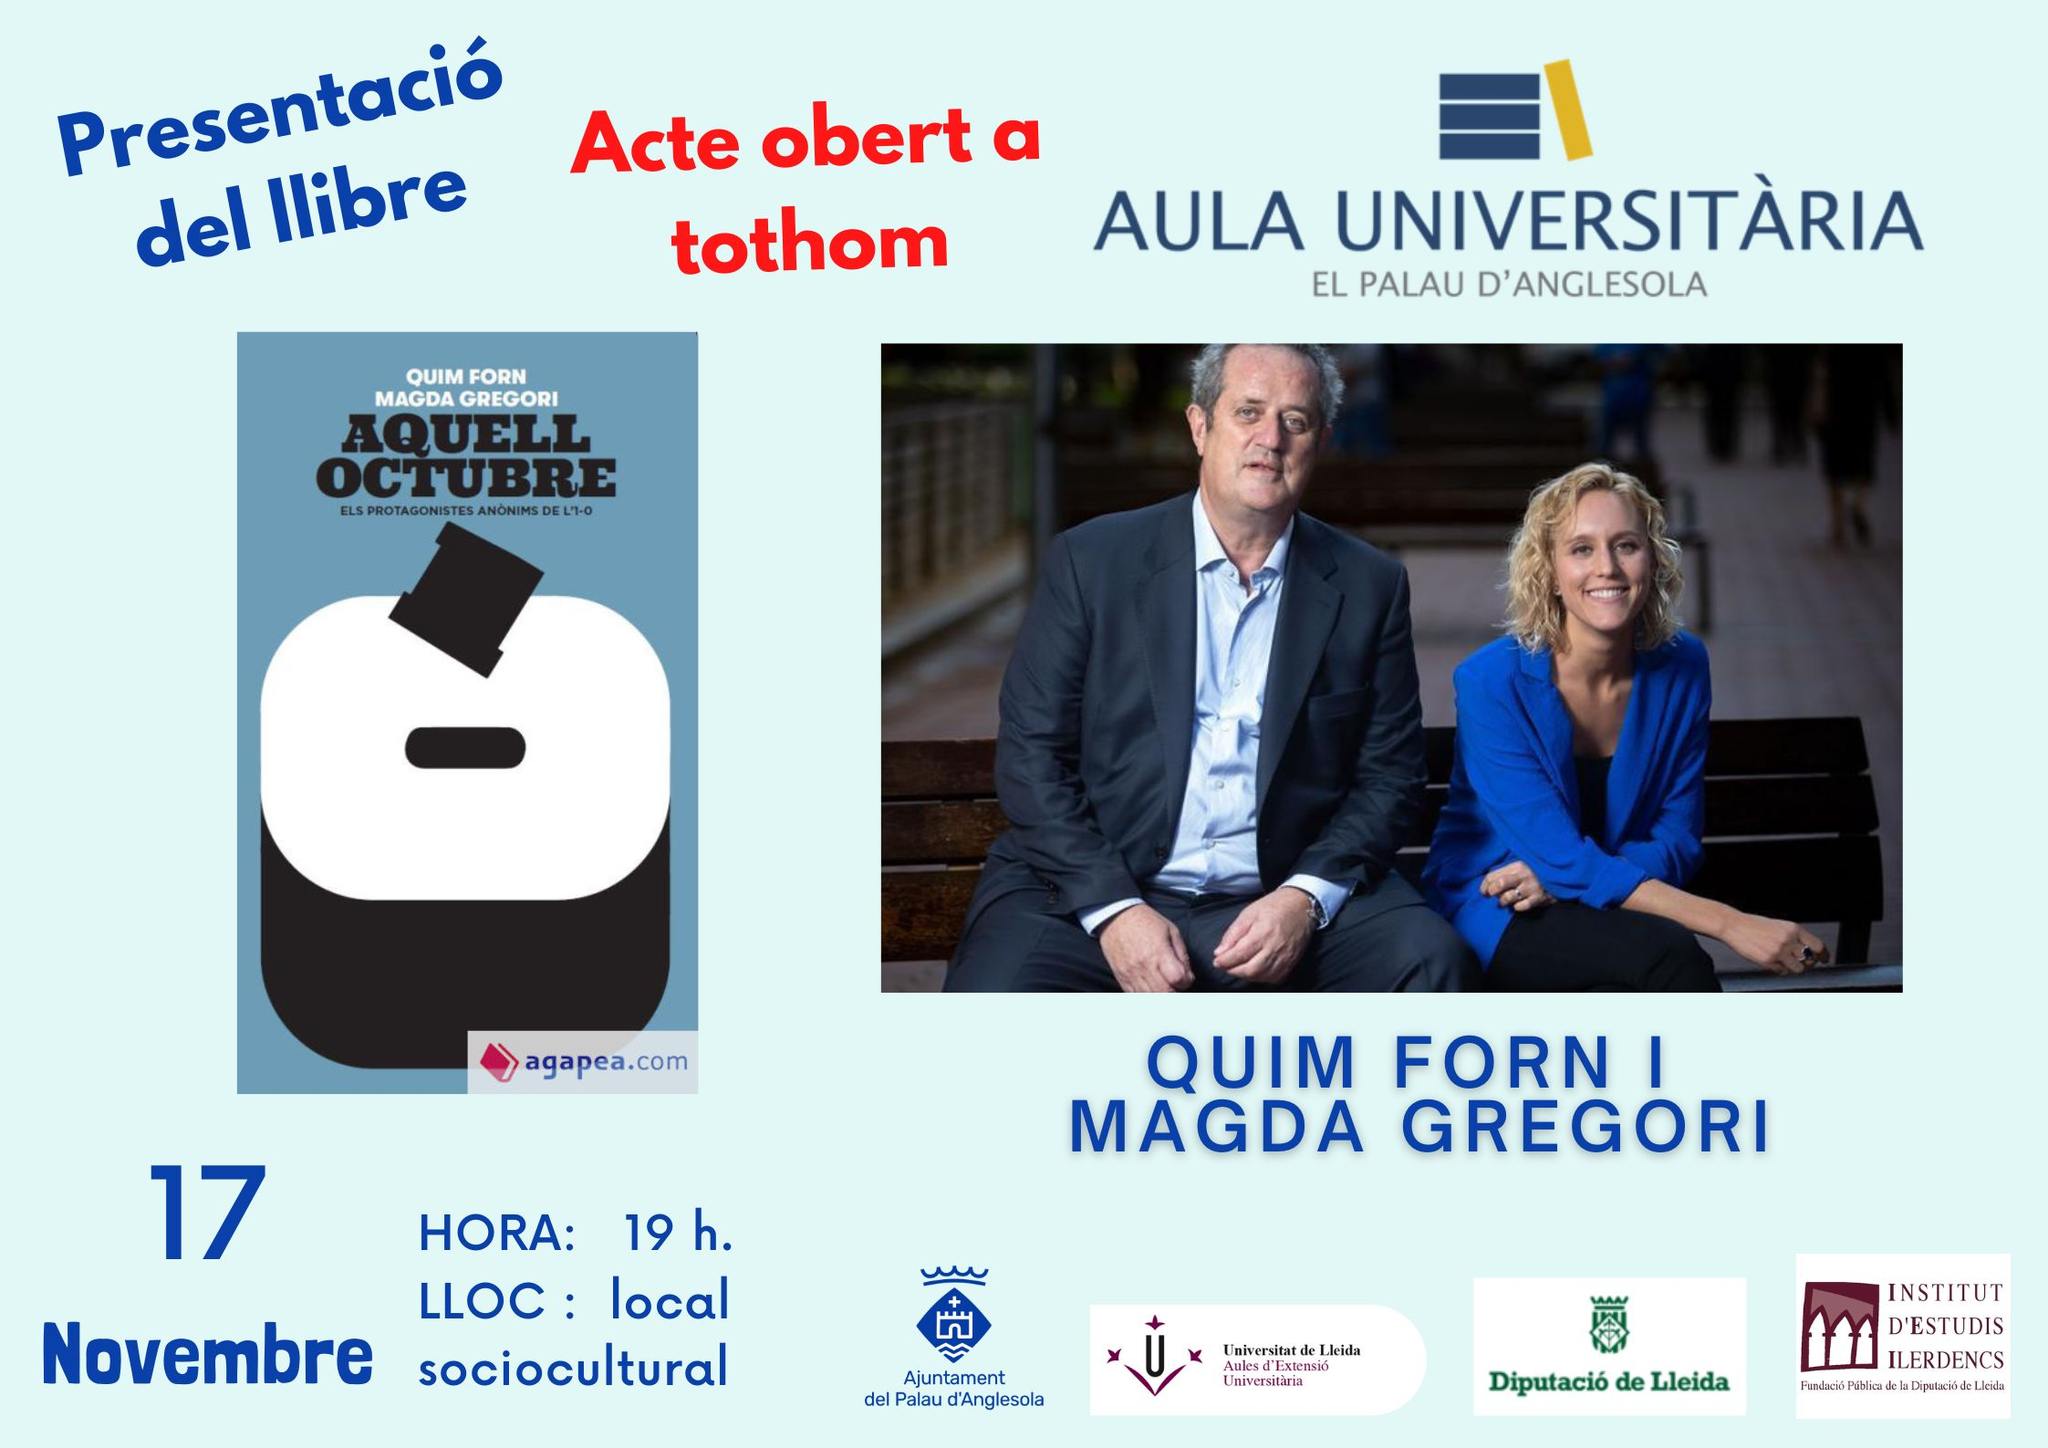 Presentació
del llibre
Acte obert a
tothom
AULA UNIVERSITÀRIA
EL PALAU D'ANGLESOLA
QUIM FORN
MAGDA GREGORI
AQUELL
OCTUBRE
ELS PROTAGONISTES ANÒNIMS DE L'1-O
agapea.com
QUIM FORN I
MAGDA GREGORI
17
Novembre
HORA: 19 h.
LLOC : local
sociocultural
Ajuntament
del Palau d'Anglesola
U
Universitat de Lleida
Aules d'Extensió
Universitària
Diputació de Lleida
INSTITUT
D'ESTUDIS
ILERDENCS
Fundació Pública de la Diputació de Lleida